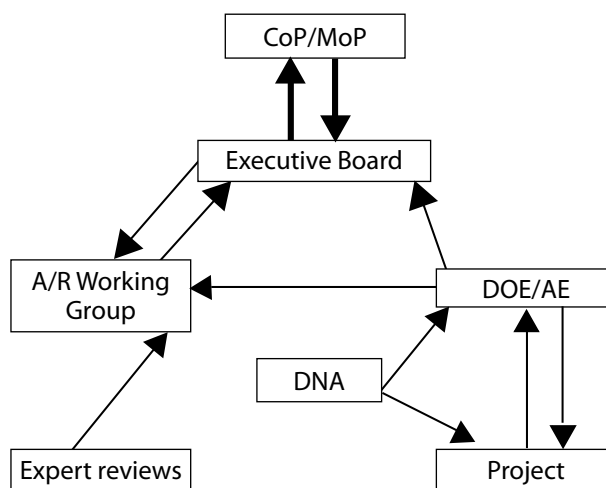 CoP/MoP
Executive Board
A/R Working
Group
DOE/AE
DNA
Expert reviews
Project